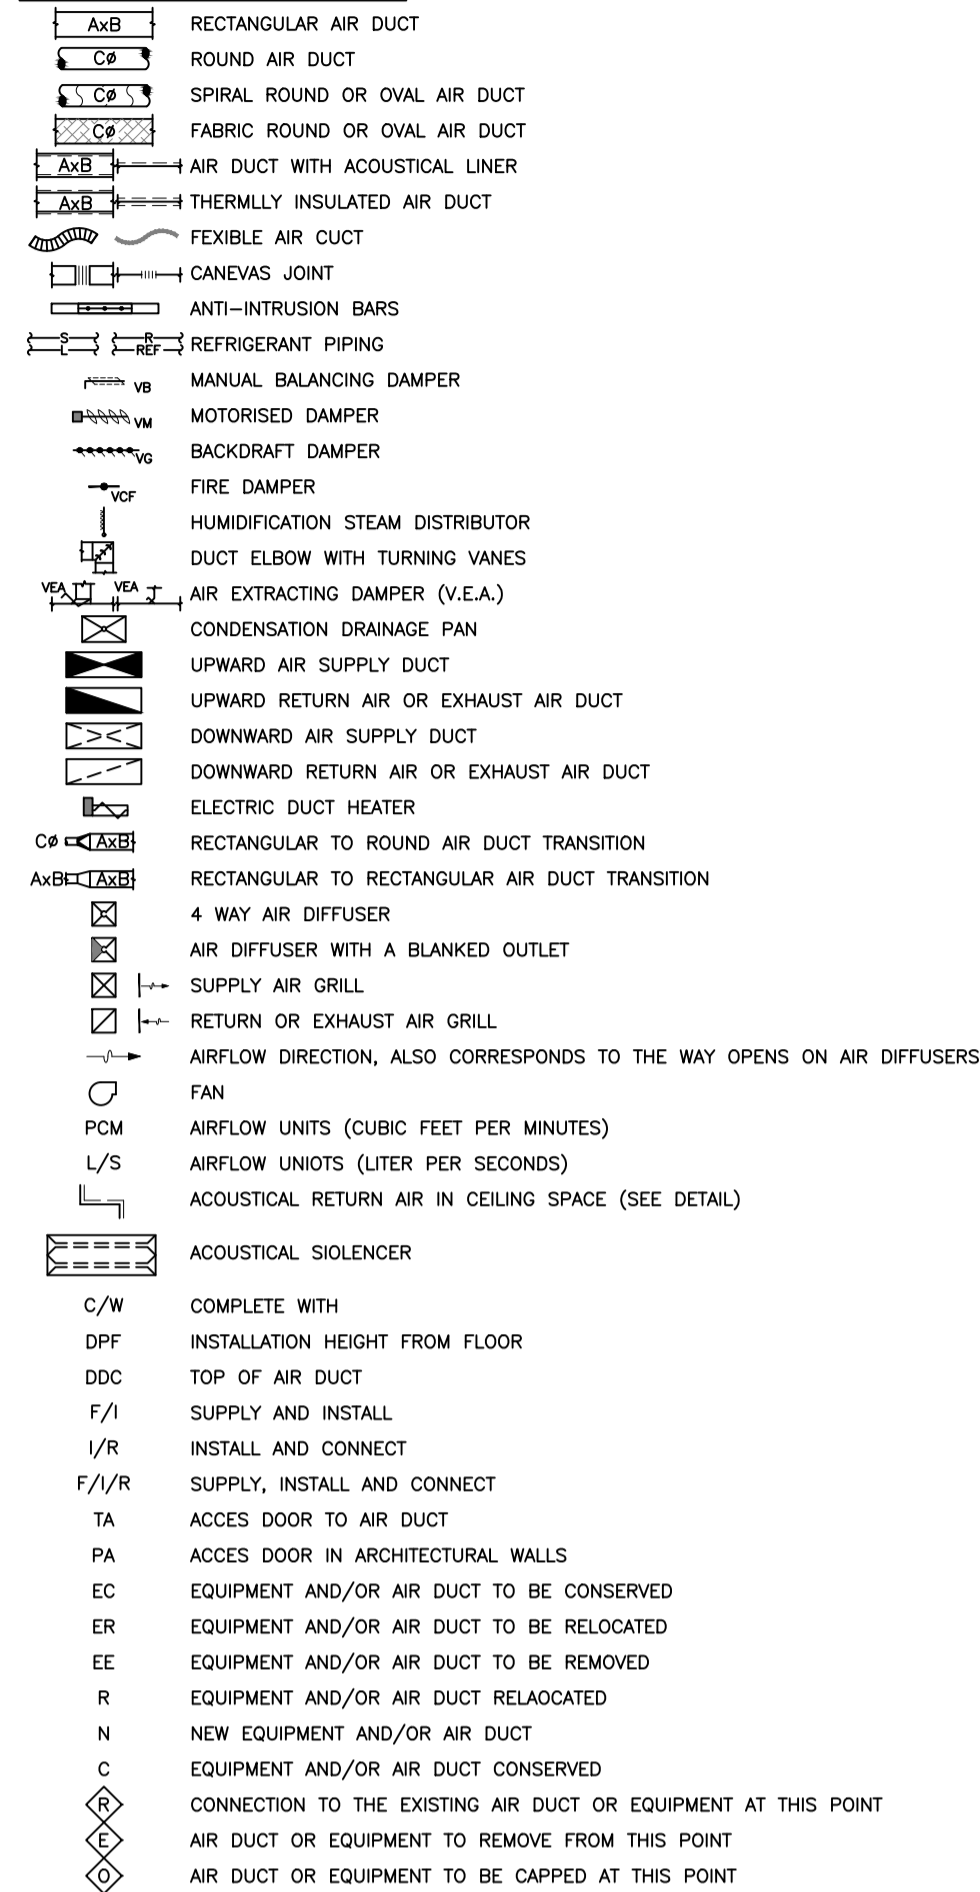 AxB RECTANGULAR AIR DUCT
CØ ROUND AIR DUCT
CØ SPIRAL ROUND OR OVAL AIR DUCT
CØ FABRIC ROUND OR OVAL AIR DUCT
AxB AIR DUCT WITH ACOUSTICAL LINER
AxB THERMLLY INSULATED AIR DUCT
FEXIBLE AIR CUCT
CANEVAS JOINT
ANTI-INTRUSION BARS
S L R REF REFRIGERANT PIPING
VB MANUAL BALANCING DAMPER
VM MOTORISED DAMPER
VG BACKDRAFT DAMPER
VCF FIRE DAMPER
HUMIDIFICATION STEAM DISTRIBUTOR
DUCT ELBOW WITH TURNING VANES
VEA VEA AIR EXTRACTING DAMPER (V.E.A.)
CONDENSATION DRAINAGE PAN
UPWARD AIR SUPPLY DUCT
UPWARD RETURN AIR OR EXHAUST AIR DUCT
DOWNWARD AIR SUPPLY DUCT
DOWNWARD RETURN AIR OR EXHAUST AIR DUCT
ELECTRIC DUCT HEATER
CØ AxB RECTANGULAR TO ROUND AIR DUCT TRANSITION
AxB AxB RECTANGULAR TO RECTANGULAR AIR DUCT TRANSITION
4 WAY AIR DIFFUSER
AIR DIFFUSER WITH A BLANKED OUTLET
SUPPLY AIR GRILL
RETURN OR EXHAUST AIR GRILL
AIRFLOW DIRECTION, ALSO CORRESPONDS TO THE WAY OPENS ON AIR DIFFUSERS
FAN
PCM AIRFLOW UNITS (CUBIC FEET PER MINUTES)
L/S AIRFLOW UNIOTS (LITER PER SECONDS)
ACOUSTICAL RETURN AIR IN CEILING SPACE (SEE DETAIL)
ACOUSTICAL SIOLENCER
C/W COMPLETE WITH
DPF INSTALLATION HEIGHT FROM FLOOR
DDC TOP OF AIR DUCT
F/I SUPPLY AND INSTALL
I/R INSTALL AND CONNECT
F/I/R SUPPLY, INSTALL AND CONNECT
TA ACCES DOOR TO AIR DUCT
PA ACCES DOOR IN ARCHITECTURAL WALLS
EC EQUIPMENT AND/OR AIR DUCT TO BE CONSERVED
ER EQUIPMENT AND/OR AIR DUCT TO BE RELOCATED
EE EQUIPMENT AND/OR AIR DUCT TO BE REMOVED
R EQUIPMENT AND/OR AIR DUCT RELAOCATED
N NEW EQUIPMENT AND/OR AIR DUCT
C EQUIPMENT AND/OR AIR DUCT CONSERVED
R CONNECTION TO THE EXISTING AIR DUCT OR EQUIPMENT AT THIS POINT
E AIR DUCT OR EQUIPMENT TO REMOVE FROM THIS POINT
O AIR DUCT OR EQUIPMENT TO BE CAPPED AT THIS POINT